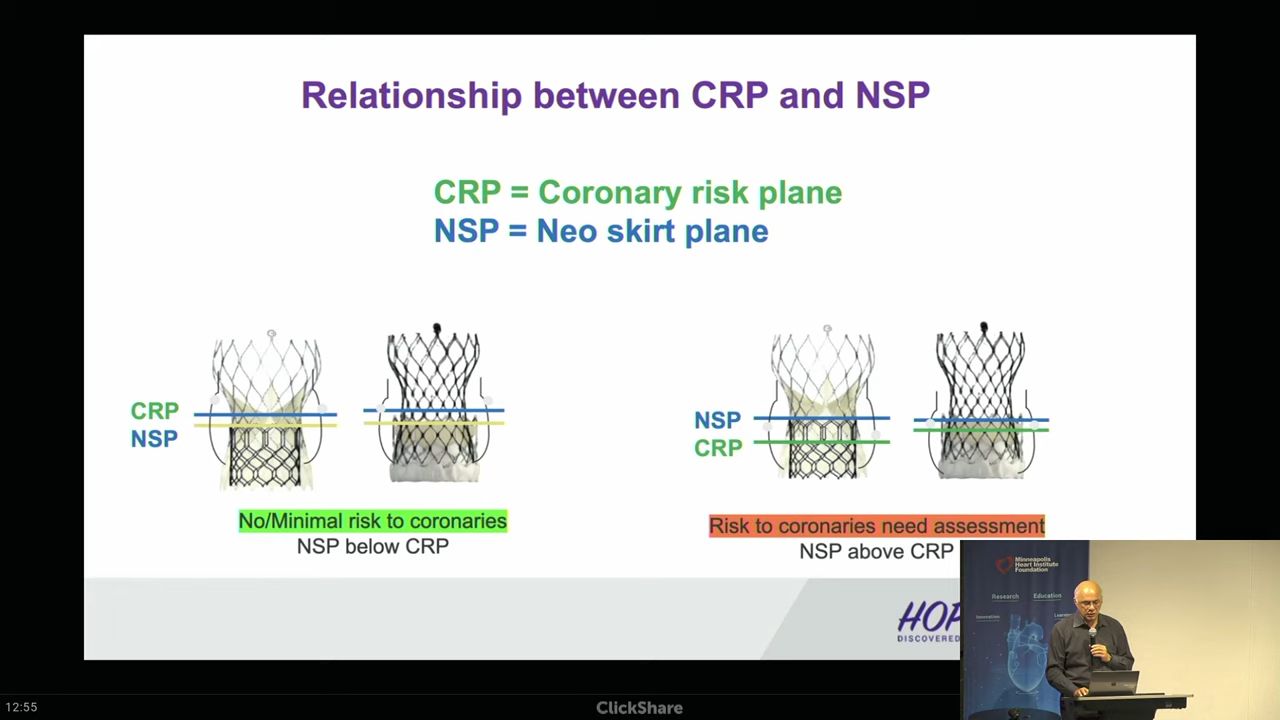 Relationship between CRP and NSP
CRP = Coronary risk plane
NSP = Neo skirt plane
CRP
NSP
NSP
CRP
No/Minimal risk to coronaries
NSP below CRP
Risk to coronaries need assessment
NSP above CRP
DISCOVERED
Minneapolis
Heart Institute
Foundation
Research
Education
Innovation
12:55
ClickShare